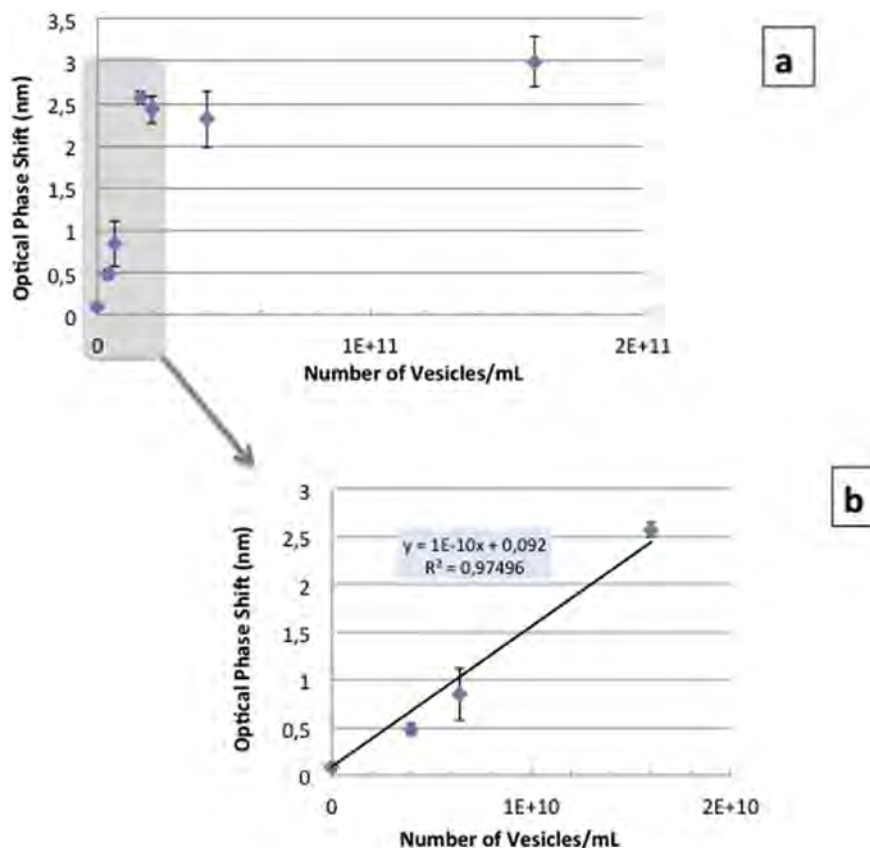 a
Optical Phase Shift (nm)
3,5
3
2,5
2
1,5
1
0,5
0
0
1E+11
2E+11
Number of Vesicles/mL
b
Optical Phase Shift (nm)
3
2,5
2
1,5
1
0,5
0
y = 1E-10x + 0,092
R² = 0,97496
0
1E+10
2E+10
Number of Vesicles/mL